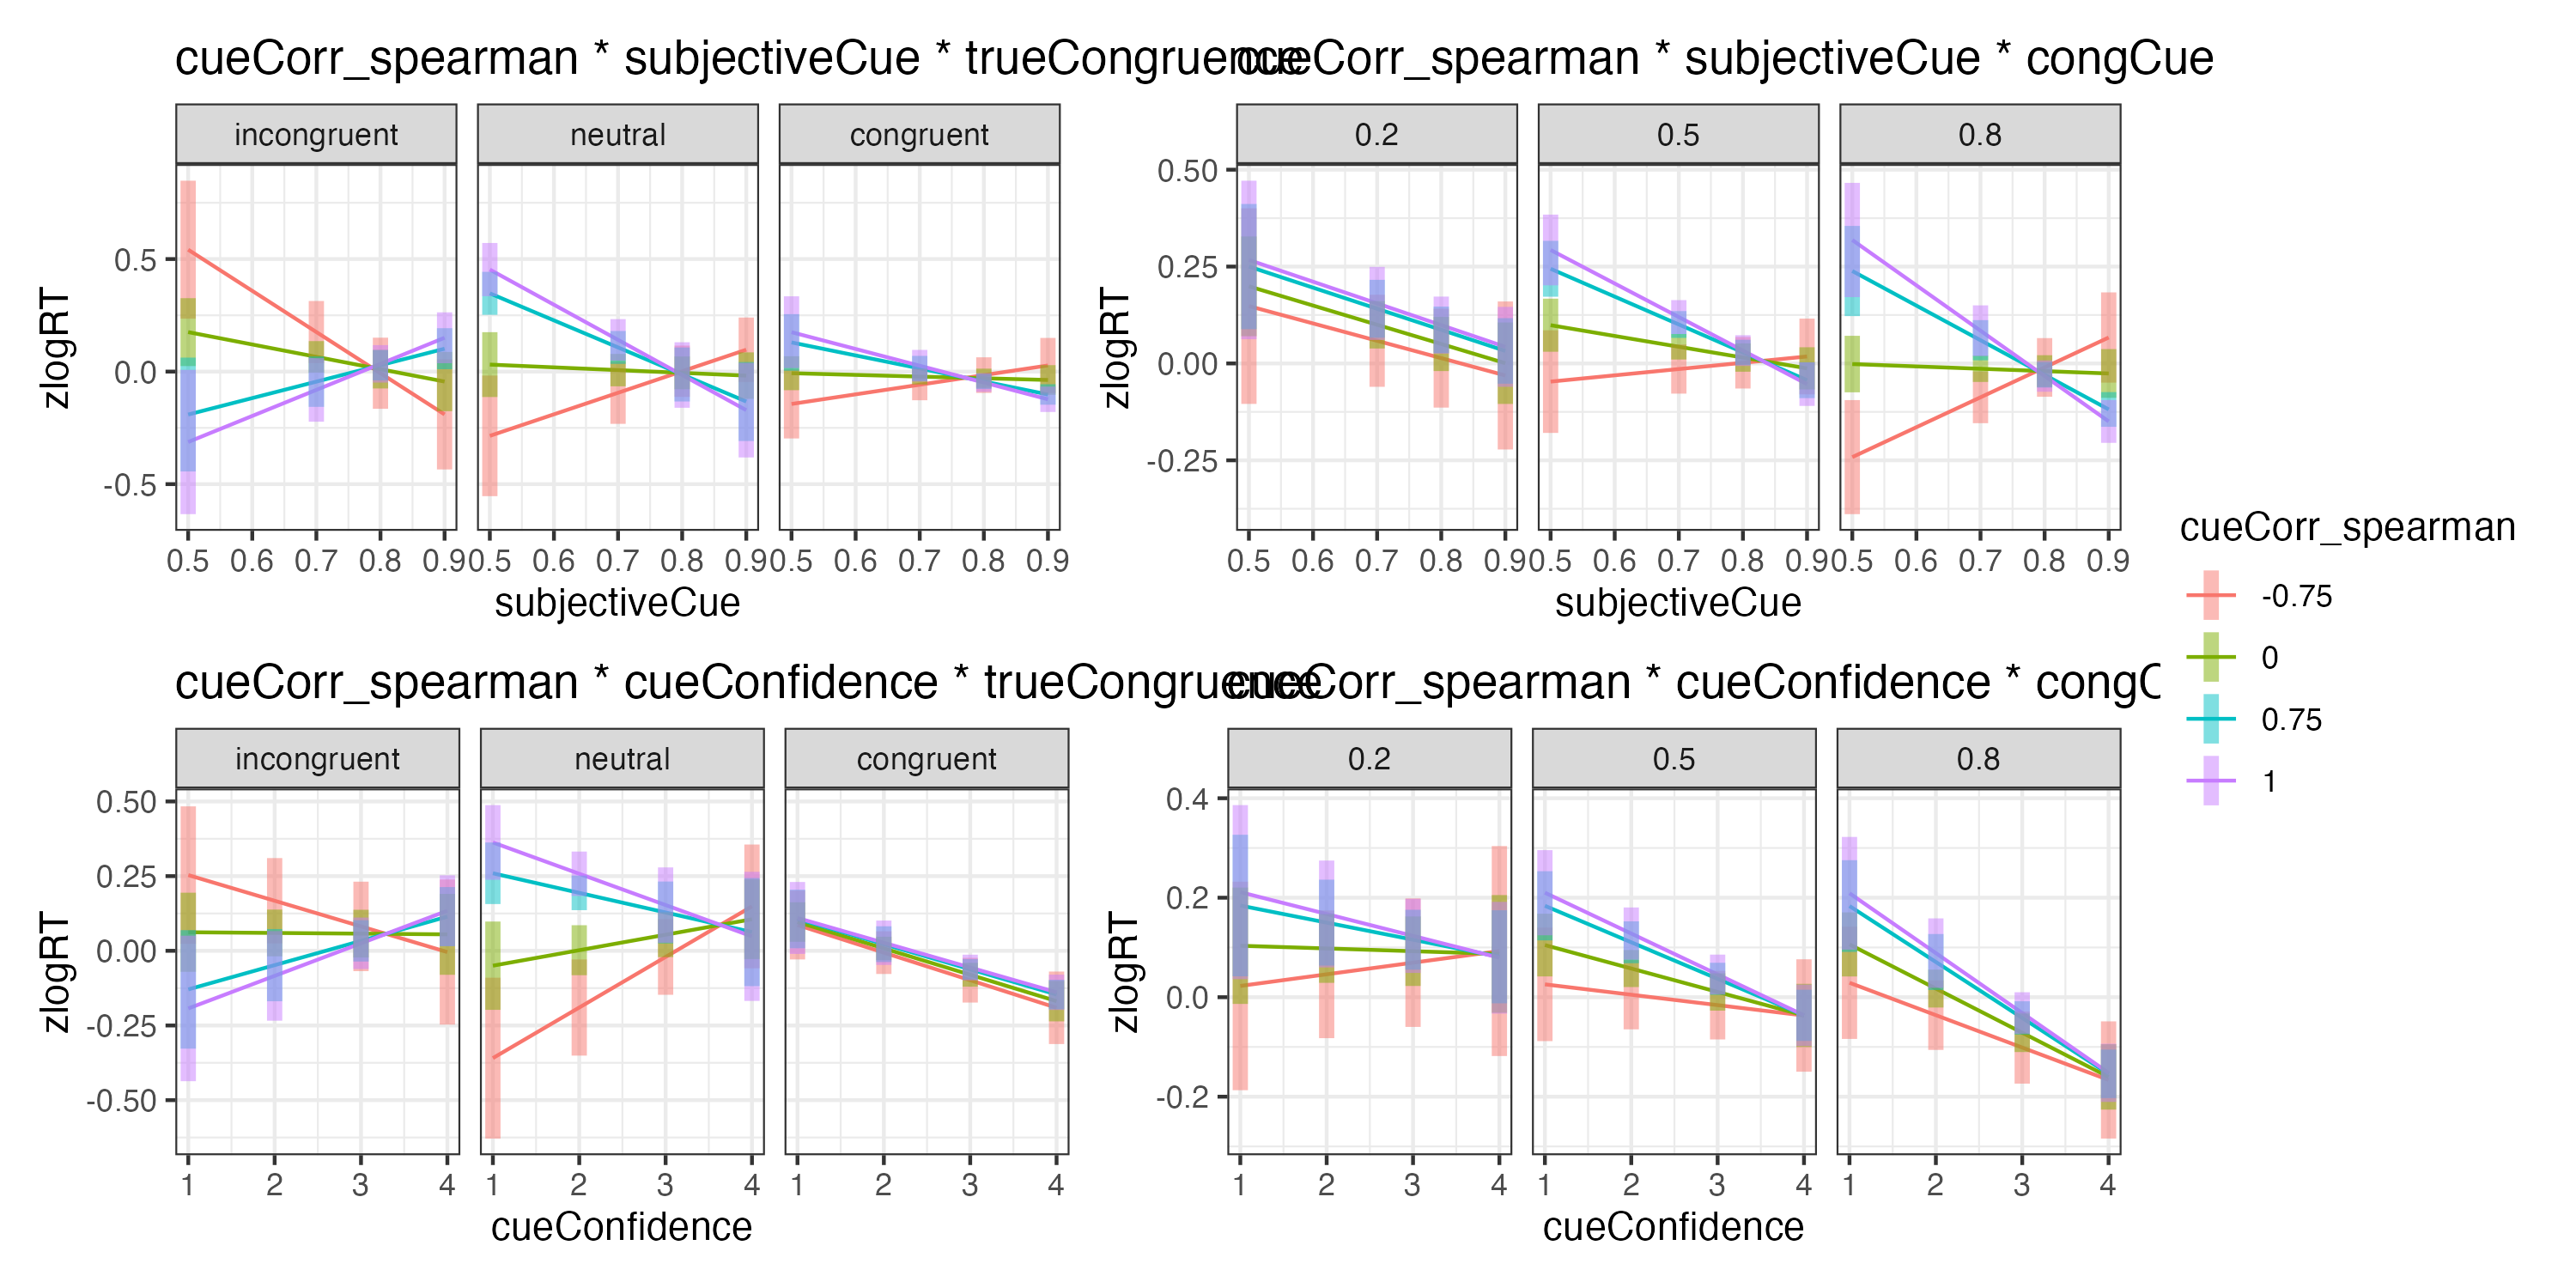 cueCorr_spearman * subjectiveCue * trueCongruence
incongruent neutral congruent
zlogRT
0.5
0.0
-0.5
0.5 0.6 0.7 0.8 0.9 0.5 0.6 0.7 0.8 0.9 0.5 0.6 0.7 0.8 0.9
subjectiveCue
cueCorr_spearman * subjectiveCue * congCue
0.2 0.5 0.8
zlogRT
0.50
0.25
0.00
-0.25
0.5 0.6 0.7 0.8 0.9 0.5 0.6 0.7 0.8 0.9 0.5 0.6 0.7 0.8 0.9
subjectiveCue
cueCorr_spearman * cueConfidence * trueCongruence
incongruent neutral congruent
zlogRT
0.50
0.25
0.00
-0.25
-0.50
1 2 3 4 1 2 3 4 1 2 3 4
cueConfidence
cueCorr_spearman * cueConfidence * congC
0.2 0.5 0.8
zlogRT
0.4
0.2
0.0
-0.2
1 2 3 4 1 2 3 4 1 2 3 4
cueConfidence
cueCorr_spearman
-0.75
0
0.75
1